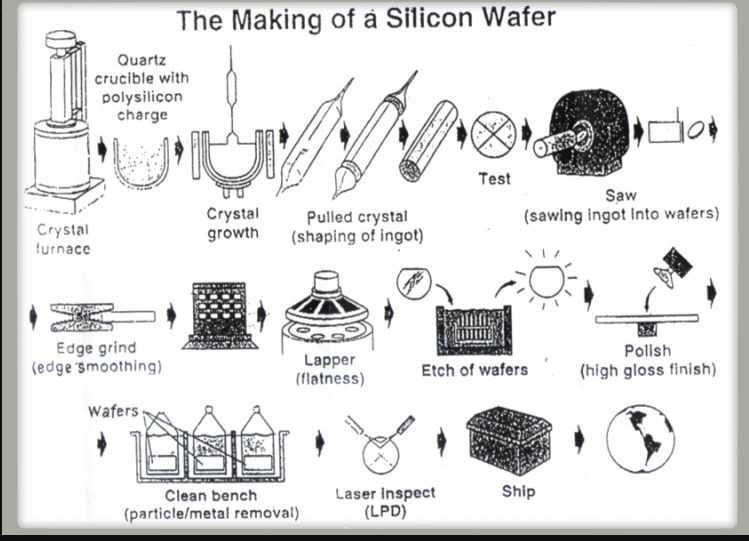 The Making of a Silicon Wafer
Quartz
crucible with
polysilicon
charge
Crystal
furnace
Crystal
growth
Pulled crystal
(shaping of ingot)
Test
Saw
(sawing ingot into wafers)
Edge grind
(edge smoothing)
Lapper
(flatness)
Etch of wafers
Polish
(high gloss finish)
Wafers
Clean bench
(particle/metal removal)
Laser Inspect
(LPD)
Ship